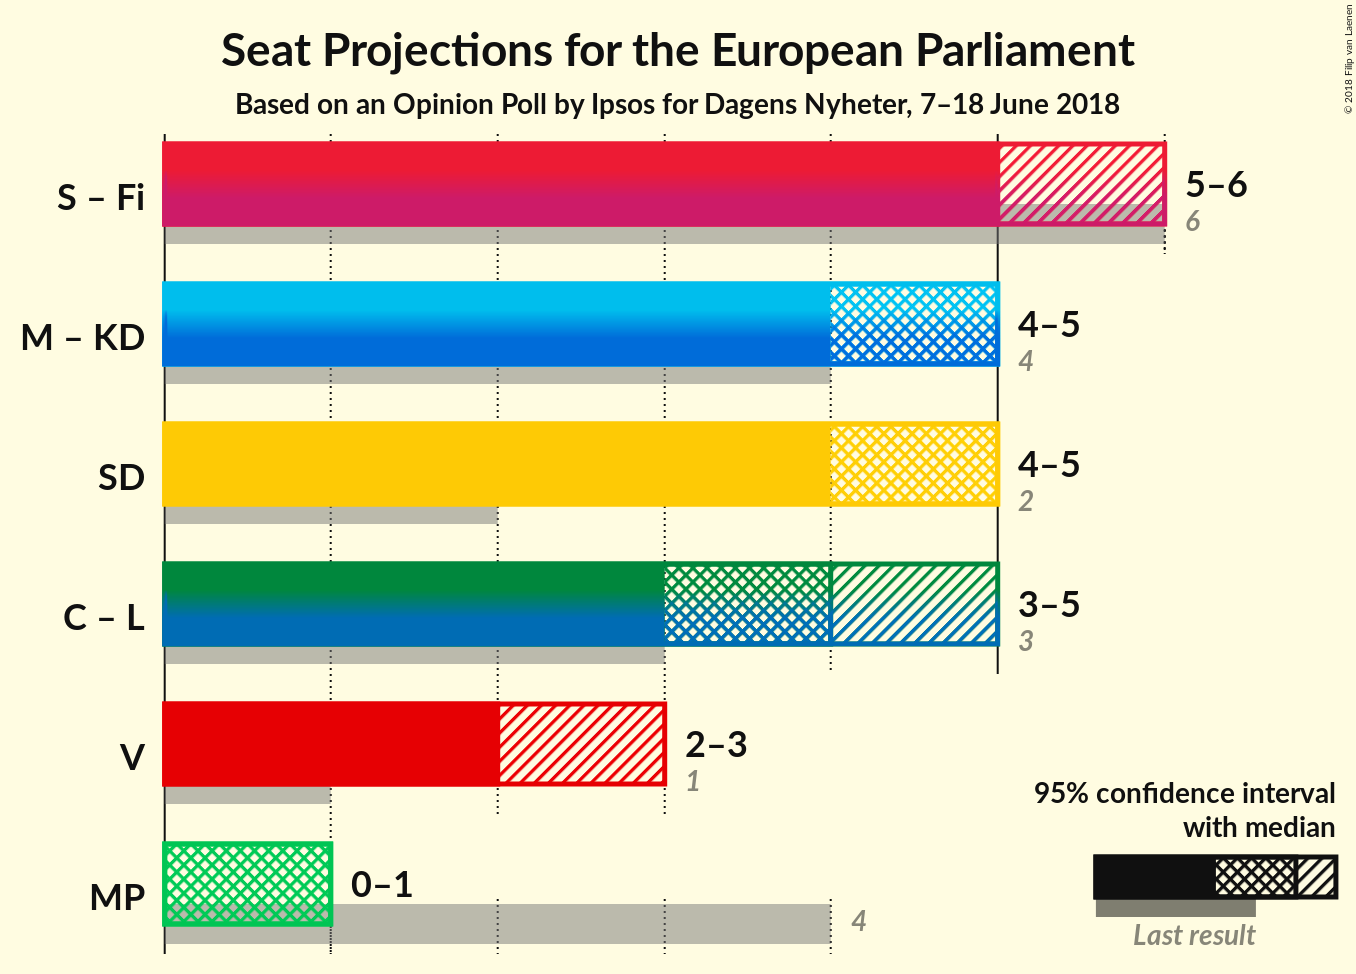 Seat Projections for the European Parliament
Based on an Opinion Poll by Ipsos for Dagens Nyheter, 7–18 June 2018
© 2018 Filip van Laenen
S – Fi
5–6
6
M – KD
4–5
4
SD
4–5
2
C – L
3–5
3
V
2–3
1
MP
0–1
4
95% confidence interval
with median
Last result